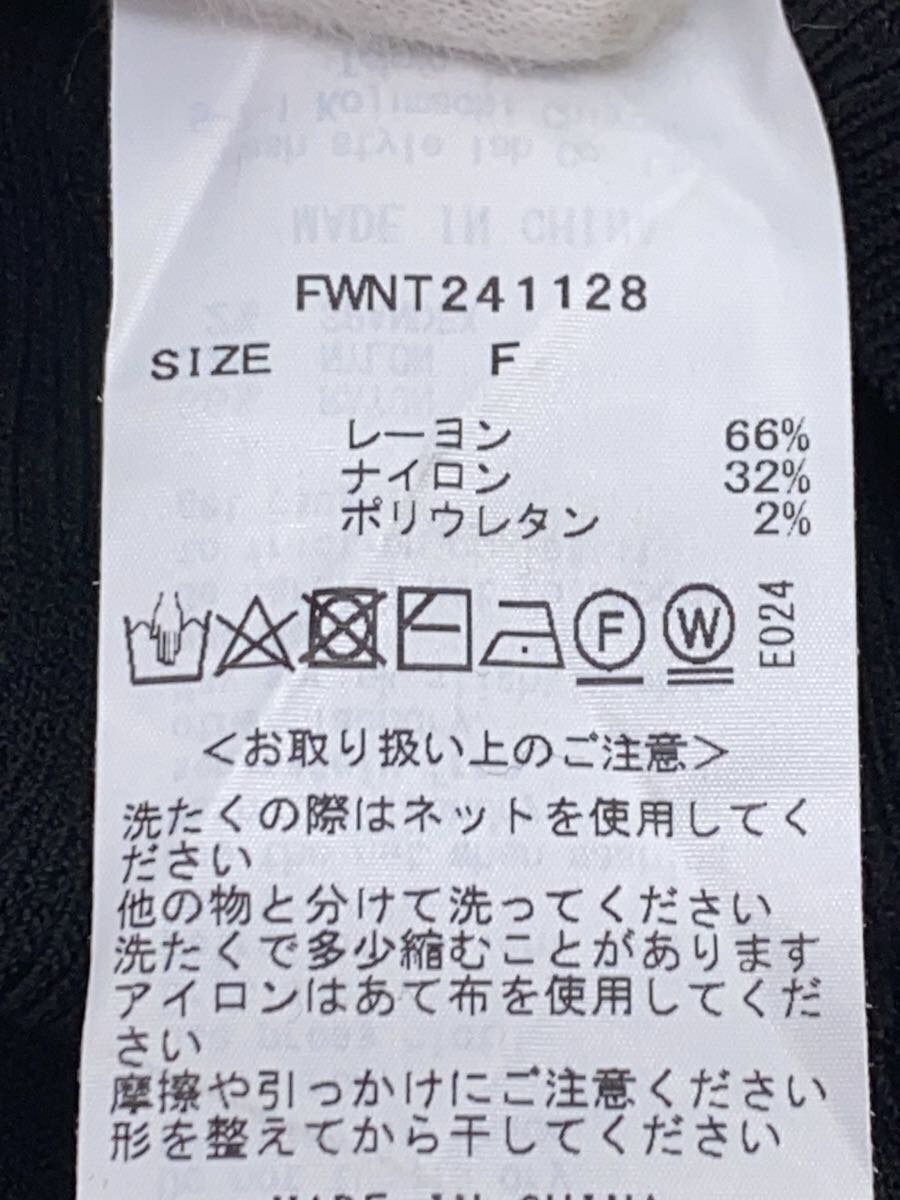 FWNT241128
SIZE F
レーヨン 66%
ナイロン 32%
ポリウレタン 2%
F W E024
<お取り扱い上のご注意>
洗たくの際はネットを使用してく
ださい
他の物と分けて洗ってください
洗たくで多少縮むことがあります
アイロンはあて布を使用してくだ
さい
摩擦や引っかけにご注意ください
形を整えてから干してください
MADE IN CHINA